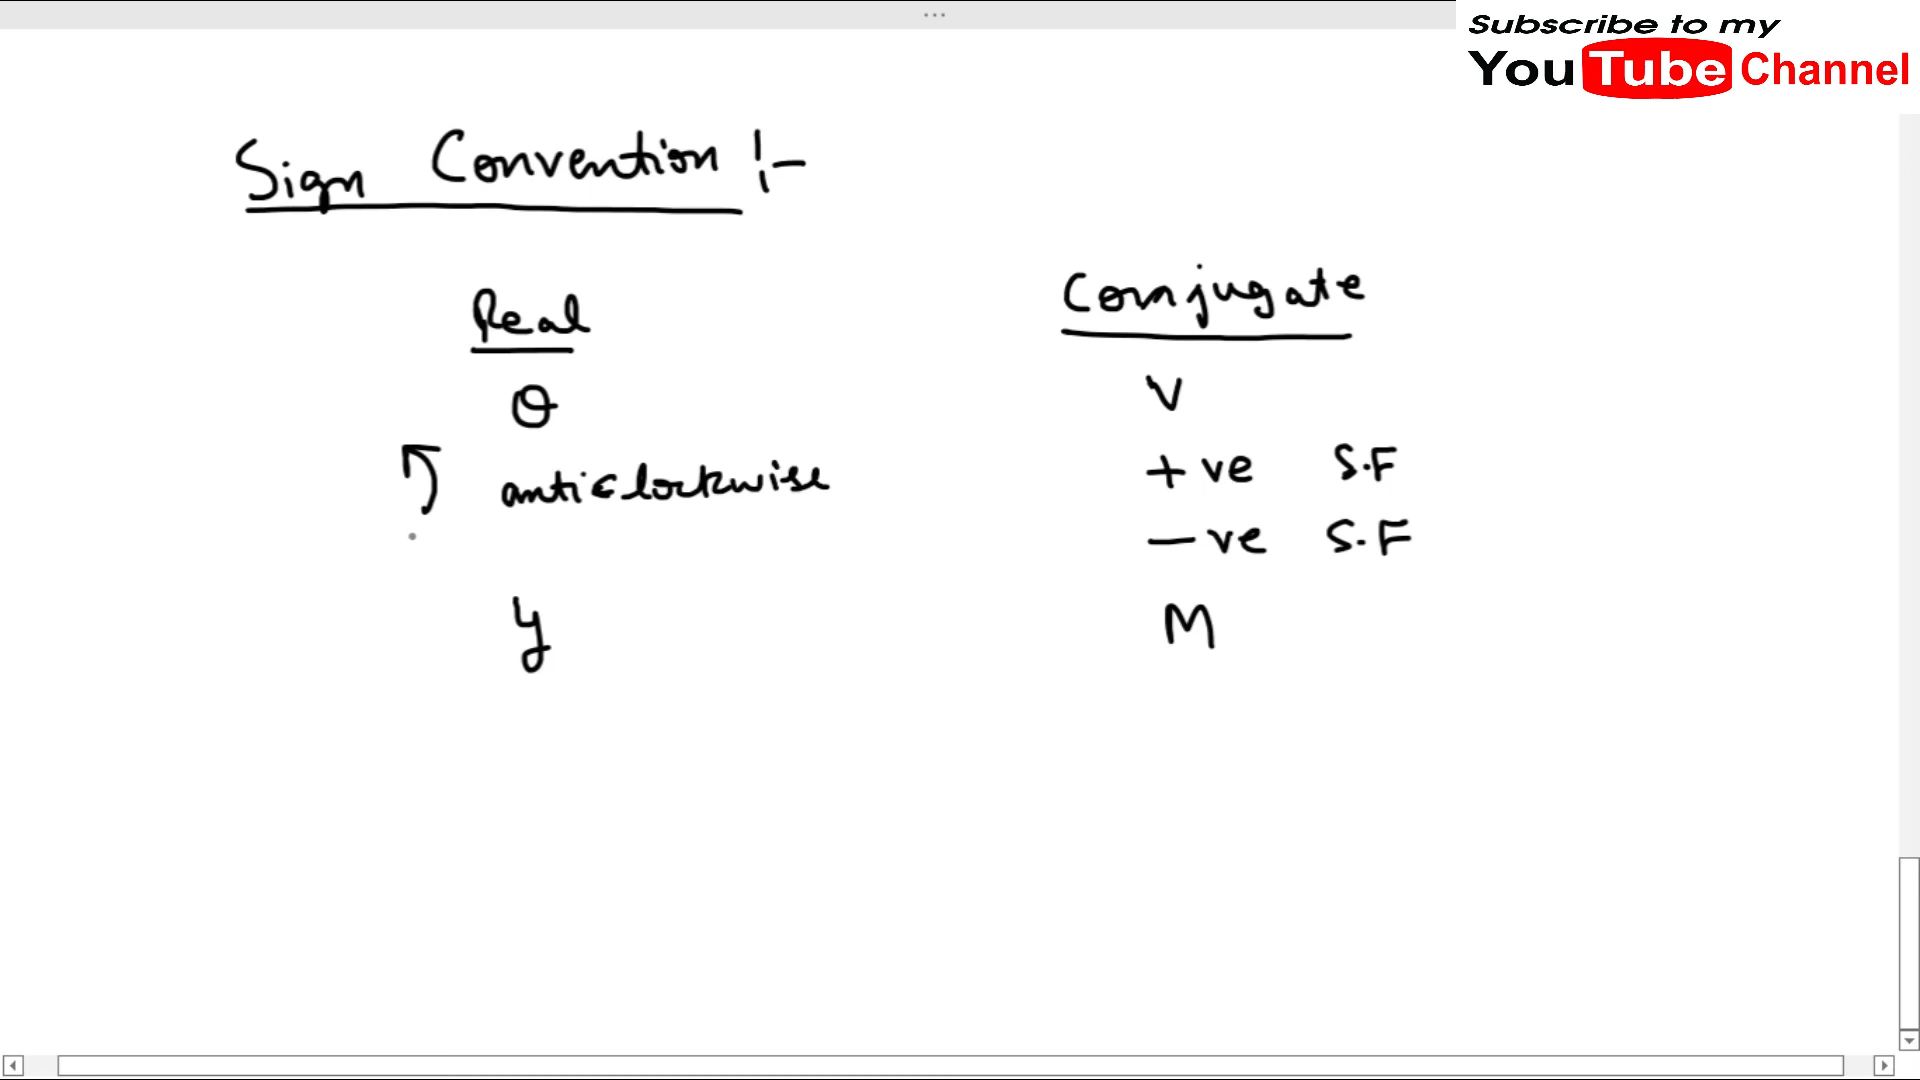 Subscribe to my
YouTube Channel
Sign Convention :-
Real
Conjugate
θ
V
anticlockwise
+ve S.F
-ve S.F
y
M